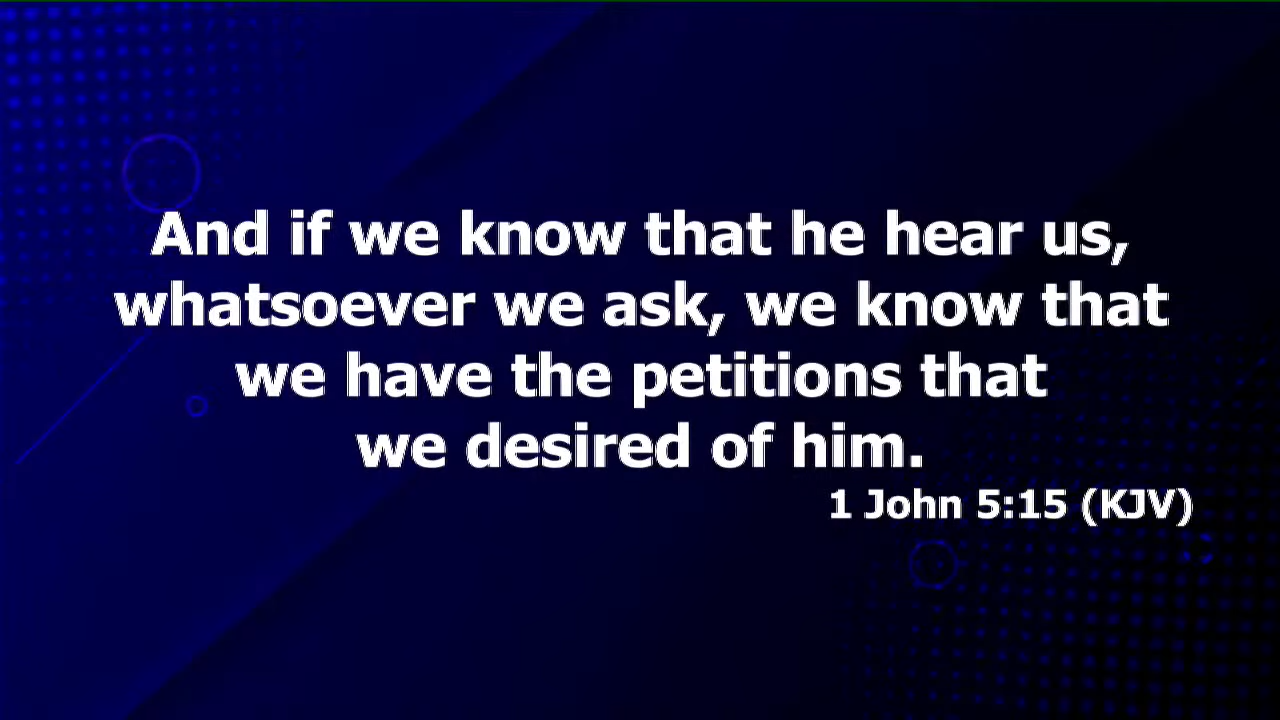 And if we know that he hear us,
whatsoever we ask, we know that
we have the petitions that
we desired of him.
1 John 5:15 (KJV)